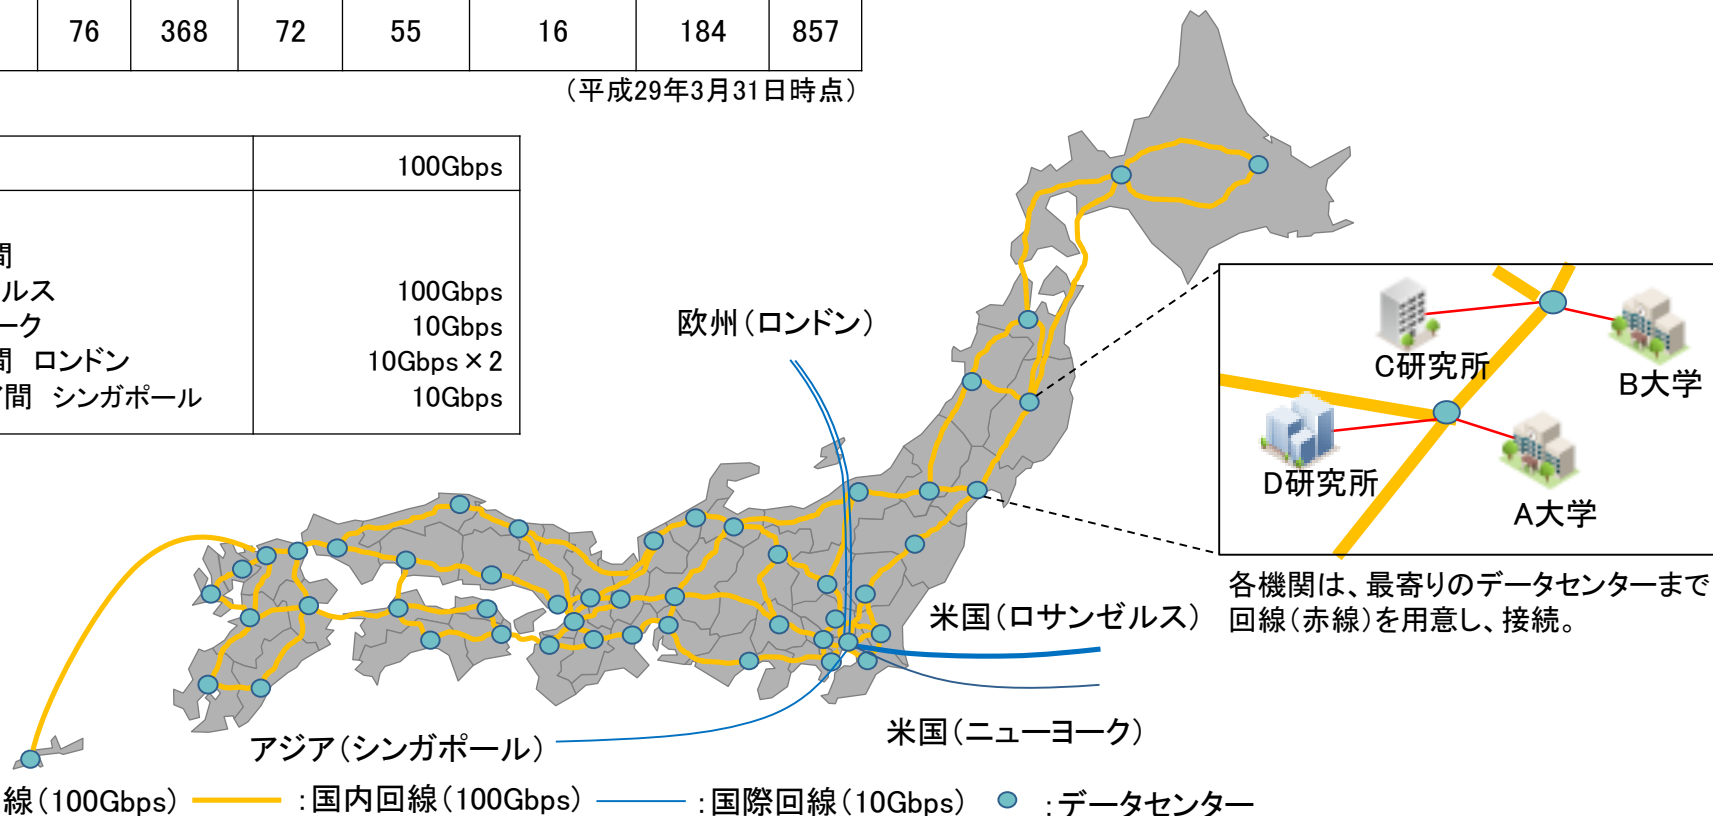 76 368 72 55 16 184 857
（平成29年3月31日時点）
100Gbps
間
ルス 100Gbps
ーク 10Gbps
間 ロンドン 10Gbps×2
間 シンガポール 10Gbps
欧州（ロンドン）
C研究所
B大学
D研究所
A大学
各機関は、最寄りのデータセンターまで
回線（赤線）を用意し、接続。
米国（ロサンゼルス）
米国（ニューヨーク）
アジア（シンガポール）
線（100Gbps） ：国内回線（100Gbps） ：国際回線（10Gbps） ：データセンター